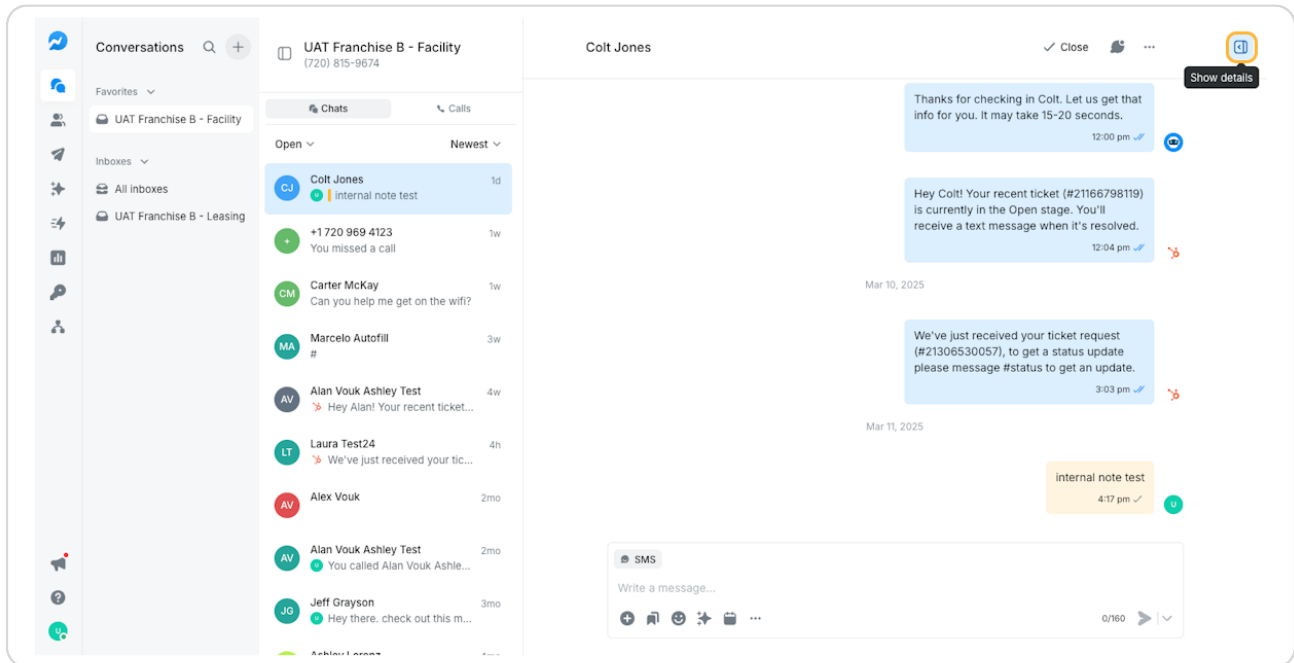 Conversations
Favorites
UAT Franchise B - Facility
Inboxes
All inboxes
UAT Franchise B - Leasing
UAT Franchise B - Facility
(720) 815-9674
Chats
Calls
Open
Newest
CJ
Colt Jones
1d
U
internal note test
+
+1 720 969 4123
1w
You missed a call
CM
Carter McKay
1w
Can you help me get on the wifi?
MA
Marcelo Autofill
3w
#
AV
Alan Vouk Ashley Test
4w
Hey Alan! Your recent ticket...
LT
Laura Test24
4h
We've just received your tic...
AV
Alex Vouk
2mo
AV
Alan Vouk Ashley Test
2mo
U
You called Alan Vouk Ashle...
JG
Jeff Grayson
3mo
U
Hey there. check out this m...
Colt Jones
Close
Show details
Thanks for checking in Colt. Let us get that
info for you. It may take 15-20 seconds.
12:00 pm
Hey Colt! Your recent ticket (#21166798119)
is currently in the Open stage. You'll
receive a text message when it's resolved.
12:04 pm
Mar 10, 2025
We've just received your ticket request
(#21306530057), to get a status update
please message #status to get an update.
3:03 pm
Mar 11, 2025
internal note test
4:17 pm
U
SMS
Write a message...
0/160
U